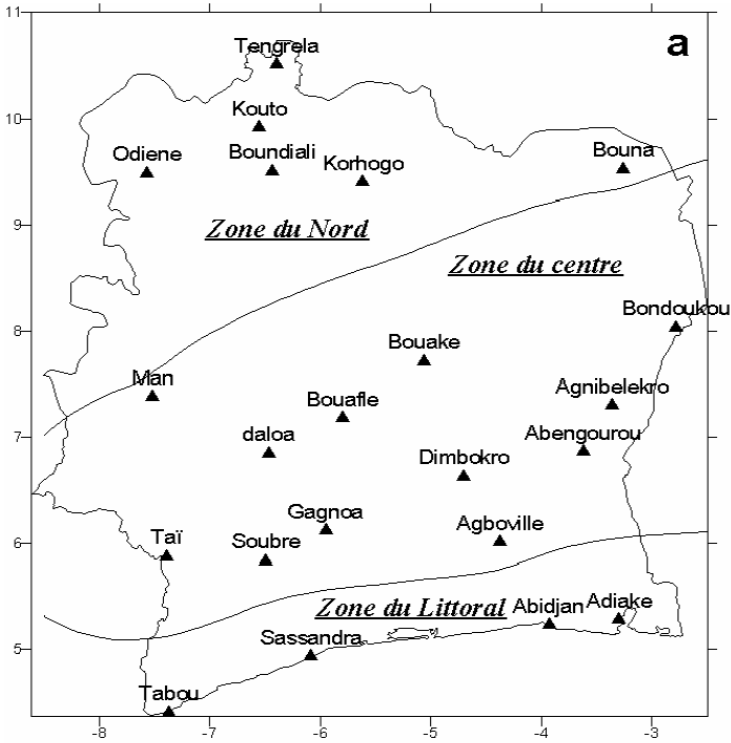 11
a
Tengrela
10
Kouto
Odiene
Boundiali
Korhogo
Bouna
9
Zone du Nord
Zone du centre
8
Bondoukou
Bouake
Man
Agnibelekro
Bouafle
7
daloa
Abengourou
Dimbokro
Gagnoa
Agboville
6
Taï
Soubre
Zone du Littoral
Abidjan
Adiake
5
Sassandra
Tabou
-8 -7 -6 -5 -4 -3